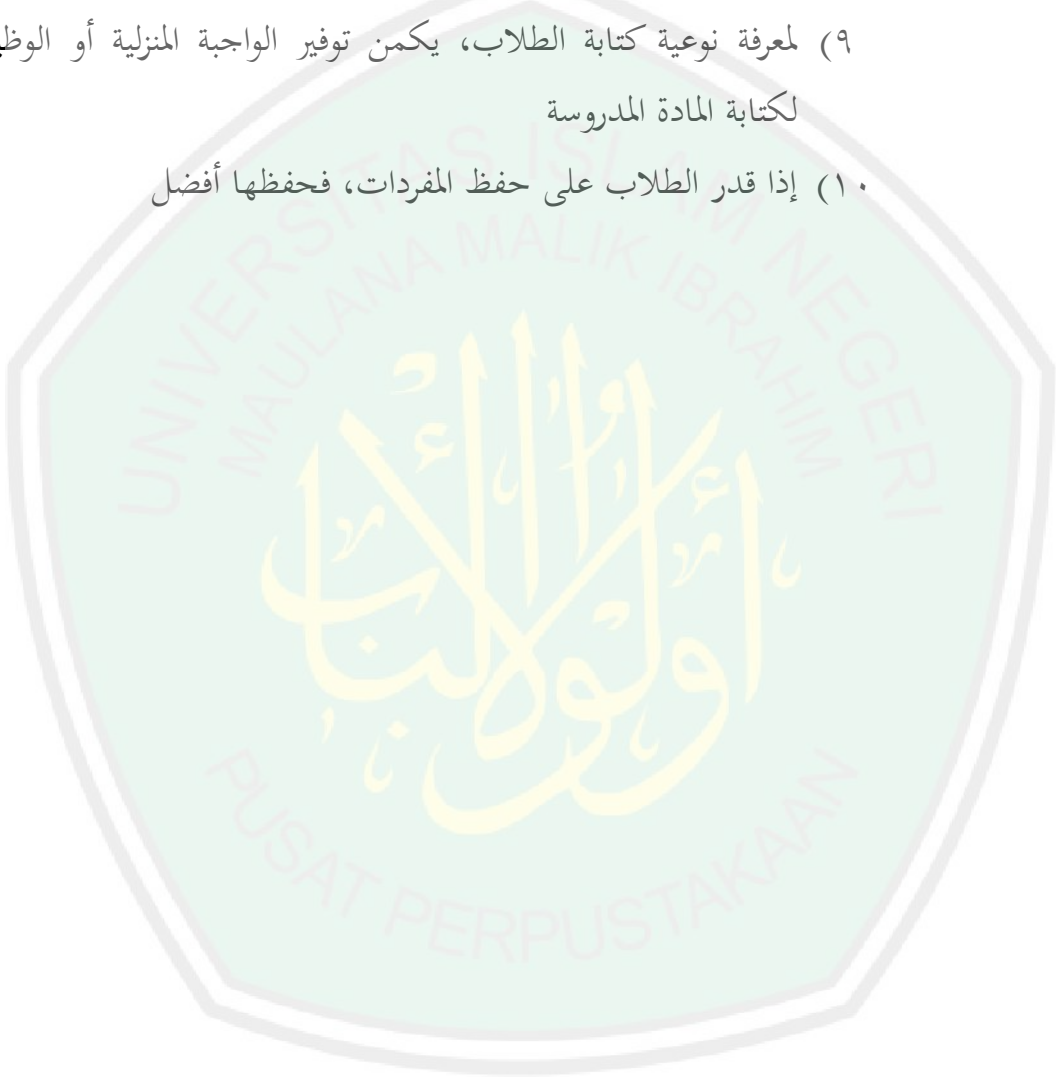 ٩) لمعرفة نوعية كتابة الطلاب، يكمن توفير الواجبة المنزلية أو
لكتابة المادة المدروسة
١٠) إذا قدر الطلاب على حفظ المفردات، فحفظها أفضل
UNIVERSITAS ISLAM NEGERI
MAULANA MALIK IBRAHIM
أولو الألباب
PUSAT PERPUSTAKAAN